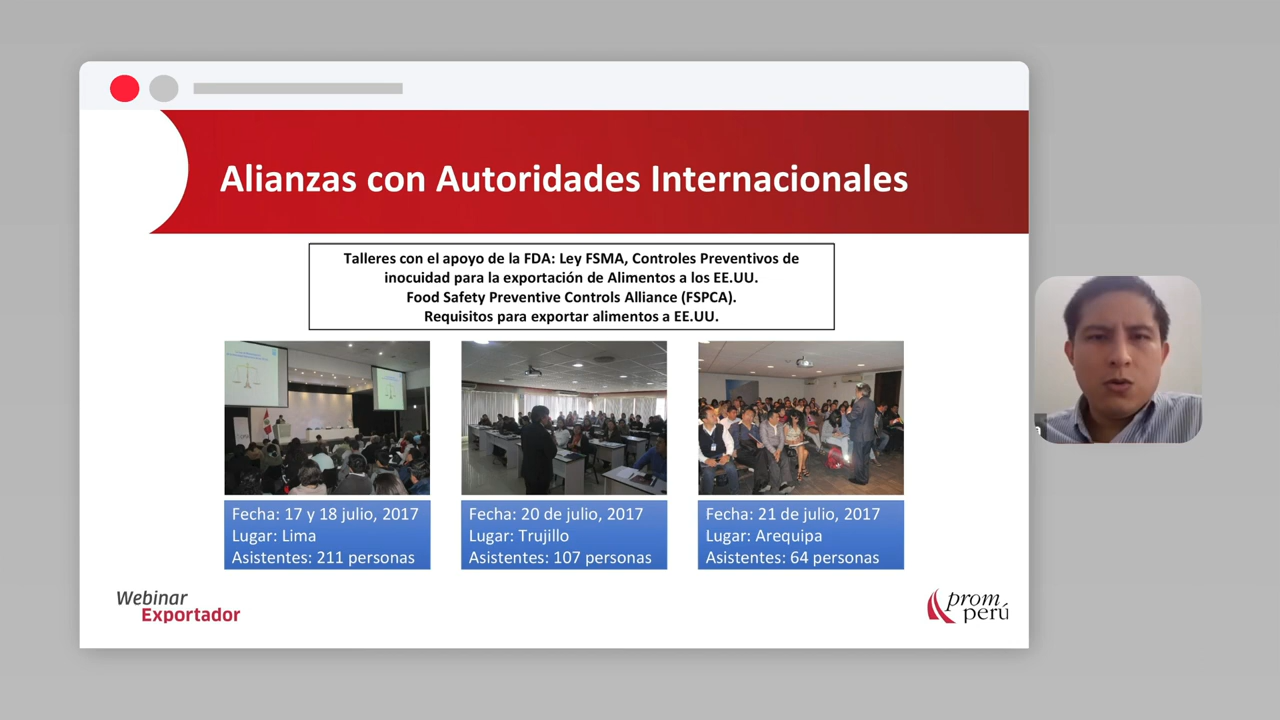 Alianzas con Autoridades Internacionales
Talleres con el apoyo de la FDA: Ley FSMA, Controles Preventivos de
inocuidad para la exportación de Alimentos a los EE.UU.
Food Safety Preventive Controls Alliance (FSPCA).
Requisitos para exportar alimentos a EE.UU.
Fecha: 17 y 18 julio, 2017
Lugar: Lima
Asistentes: 211 personas
Fecha: 20 de julio, 2017
Lugar: Trujillo
Asistentes: 107 personas
Fecha: 21 de julio, 2017
Lugar: Arequipa
Asistentes: 64 personas
Webinar
Exportador
prom
perú